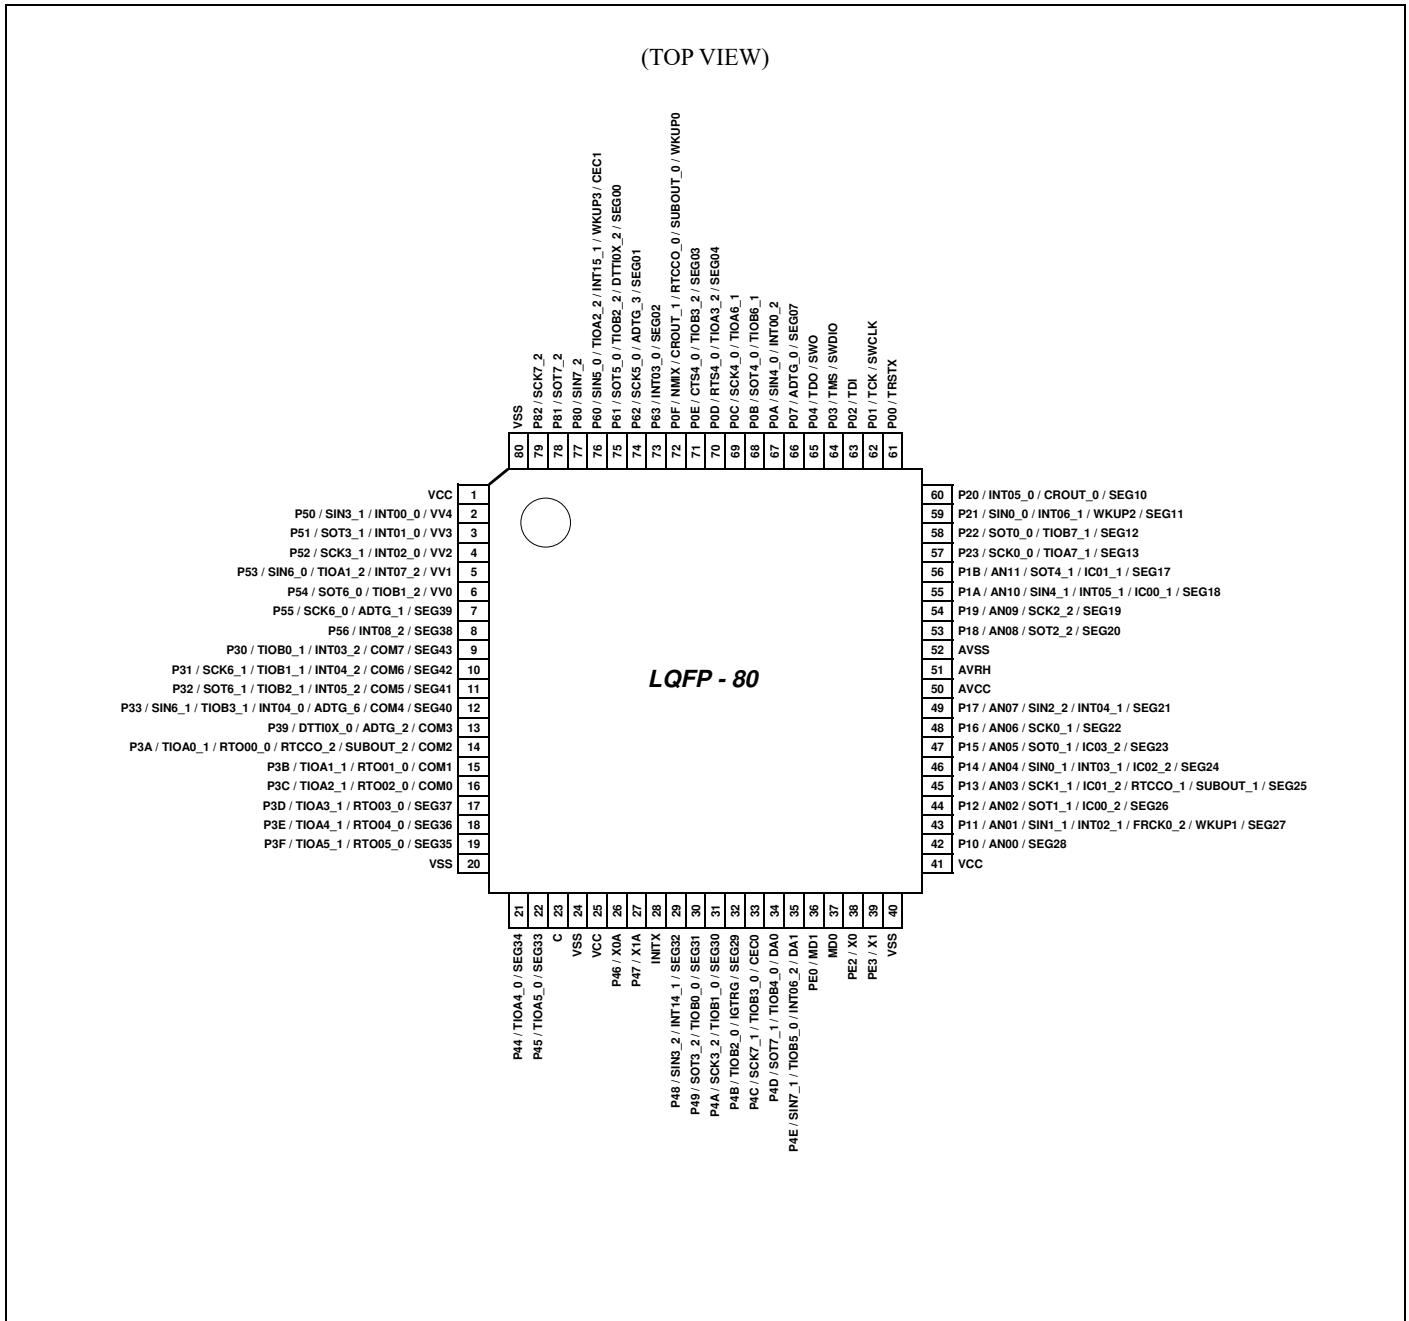 (TOP VIEW)
VSS
P82 / SCK7_2
P81 / SOT7_2
P80 / SIN7_2
P60 / SIN5_0 / TIOA2_2 / INT15_1 / WKUP3 / CEC1
P61 / SOT5_0 / TIOB2_2 / DTTI0X_2 / SEG00
P62 / SCK5_0 / ADTG_3 / SEG01
P63 / INT03_0 / SEG02
P0F / NMIX / CROUT_1 / RTCCO_0 / SUBOUT_0 / WKUP0
P0E / CTS4_0 / TIOB3_2 / SEG03
P0D / RTS4_0 / TIOA3_2 / SEG04
P0C / SCK4_0 / TIOA6_1
P0B / SOT4_0 / TIOB6_1
P0A / SIN4_0 / INT00_2
P07 / ADTG_0 / SEG07
P04 / TDO / SWO
P03 / TMS / SWDIO
P02 / TDI
P01 / TCK / SWCLK
P00 / TRSTX
80 79 78 77 76 75 74 73 72 71 70 69 68 67 66 65 64 63 62 61
VCC 1
P50 / SIN3_1 / INT00_0 / VV4 2
P51 / SOT3_1 / INT01_0 / VV3 3
P52 / SCK3_1 / INT02_0 / VV2 4
P53 / SIN6_0 / TIOA1_2 / INT07_2 / VV1 5
P54 / SOT6_0 / TIOB1_2 / VV0 6
P55 / SCK6_0 / ADTG_1 / SEG39 7
P56 / INT08_2 / SEG38 8
P30 / TIOB0_1 / INT03_2 / COM7 / SEG43 9
P31 / SCK6_1 / TIOB1_1 / INT04_2 / COM6 / SEG42 10
P32 / SOT6_1 / TIOB2_1 / INT05_2 / COM5 / SEG41 11
P33 / SIN6_1 / TIOB3_1 / INT04_0 / ADTG_6 / COM4 / SEG40 12
P39 / DTTI0X_0 / ADTG_2 / COM3 13
P3A / TIOA0_1 / RTO00_0 / RTCCO_2 / SUBOUT_2 / COM2 14
P3B / TIOA1_1 / RTO01_0 / COM1 15
P3C / TIOA2_1 / RTO02_0 / COM0 16
P3D / TIOA3_1 / RTO03_0 / SEG37 17
P3E / TIOA4_1 / RTO04_0 / SEG36 18
P3F / TIOA5_1 / RTO05_0 / SEG35 19
VSS 20
LQFP - 80
60 P20 / INT05_0 / CROUT_0 / SEG10
59 P21 / SIN0_0 / INT06_1 / WKUP2 / SEG11
58 P22 / SOT0_0 / TIOB7_1 / SEG12
57 P23 / SCK0_0 / TIOA7_1 / SEG13
56 P1B / AN11 / SOT4_1 / IC01_1 / SEG17
55 P1A / AN10 / SIN4_1 / INT05_1 / IC00_1 / SEG18
54 P19 / AN09 / SCK2_2 / SEG19
53 P18 / AN08 / SOT2_2 / SEG20
52 AVSS
51 AVRH
50 AVCC
49 P17 / AN07 / SIN2_2 / INT04_1 / SEG21
48 P16 / AN06 / SCK0_1 / SEG22
47 P15 / AN05 / SOT0_1 / IC03_2 / SEG23
46 P14 / AN04 / SIN0_1 / INT03_1 / IC02_2 / SEG24
45 P13 / AN03 / SCK1_1 / IC01_2 / RTCCO_1 / SUBOUT_1 / SEG25
44 P12 / AN02 / SOT1_1 / IC00_2 / SEG26
43 P11 / AN01 / SIN1_1 / INT02_1 / FRCK0_2 / WKUP1 / SEG27
42 P10 / AN00 / SEG28
41 VCC
21 22 23 24 25 26 27 28 29 30 31 32 33 34 35 36 37 38 39 40
P44 / TIOA4_0 / SEG34
P45 / TIOA5_0 / SEG33
C
VSS
VCC
P46 / X0A
P47 / X1A
INITX
P48 / SIN3_2 / INT14_1 / SEG32
P49 / SOT3_2 / TIOB0_0 / SEG31
P4A / SCK3_2 / TIOB1_0 / SEG30
P4B / TIOB2_0 / IGTRG / SEG29
P4C / SCK7_1 / TIOB3_0 / CEC0
P4D / SOT7_1 / TIOB4_0 / DA0
P4E / SIN7_1 / TIOB5_0 / INT06_2 / DA1
PE0 / MD1
MD0
PE2 / X0
PE3 / X1
VSS